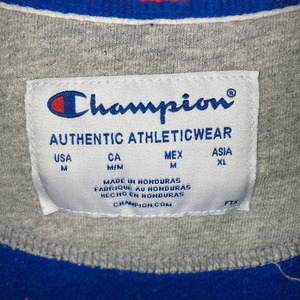 Champion®
AUTHENTIC ATHLETICWEAR
USA CA MEX ASIA
M M/M M XL
MADE IN HONDURAS
FABRIQUÉ AU HONDURAS
HECHO EN HONDURAS
CHAMPION.COM
FTX